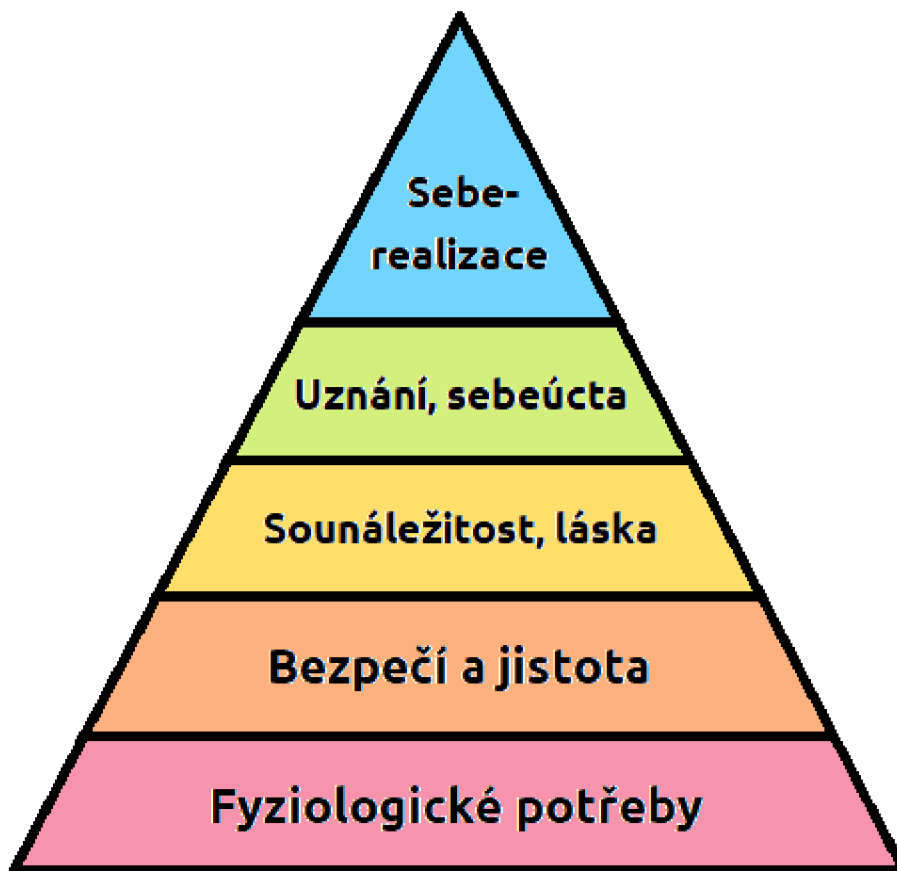 Sebe-
realizace
Uznání, sebeúcta
Sounáležitost, láska
Bezpečí a jistota
Fyziologické potřeby